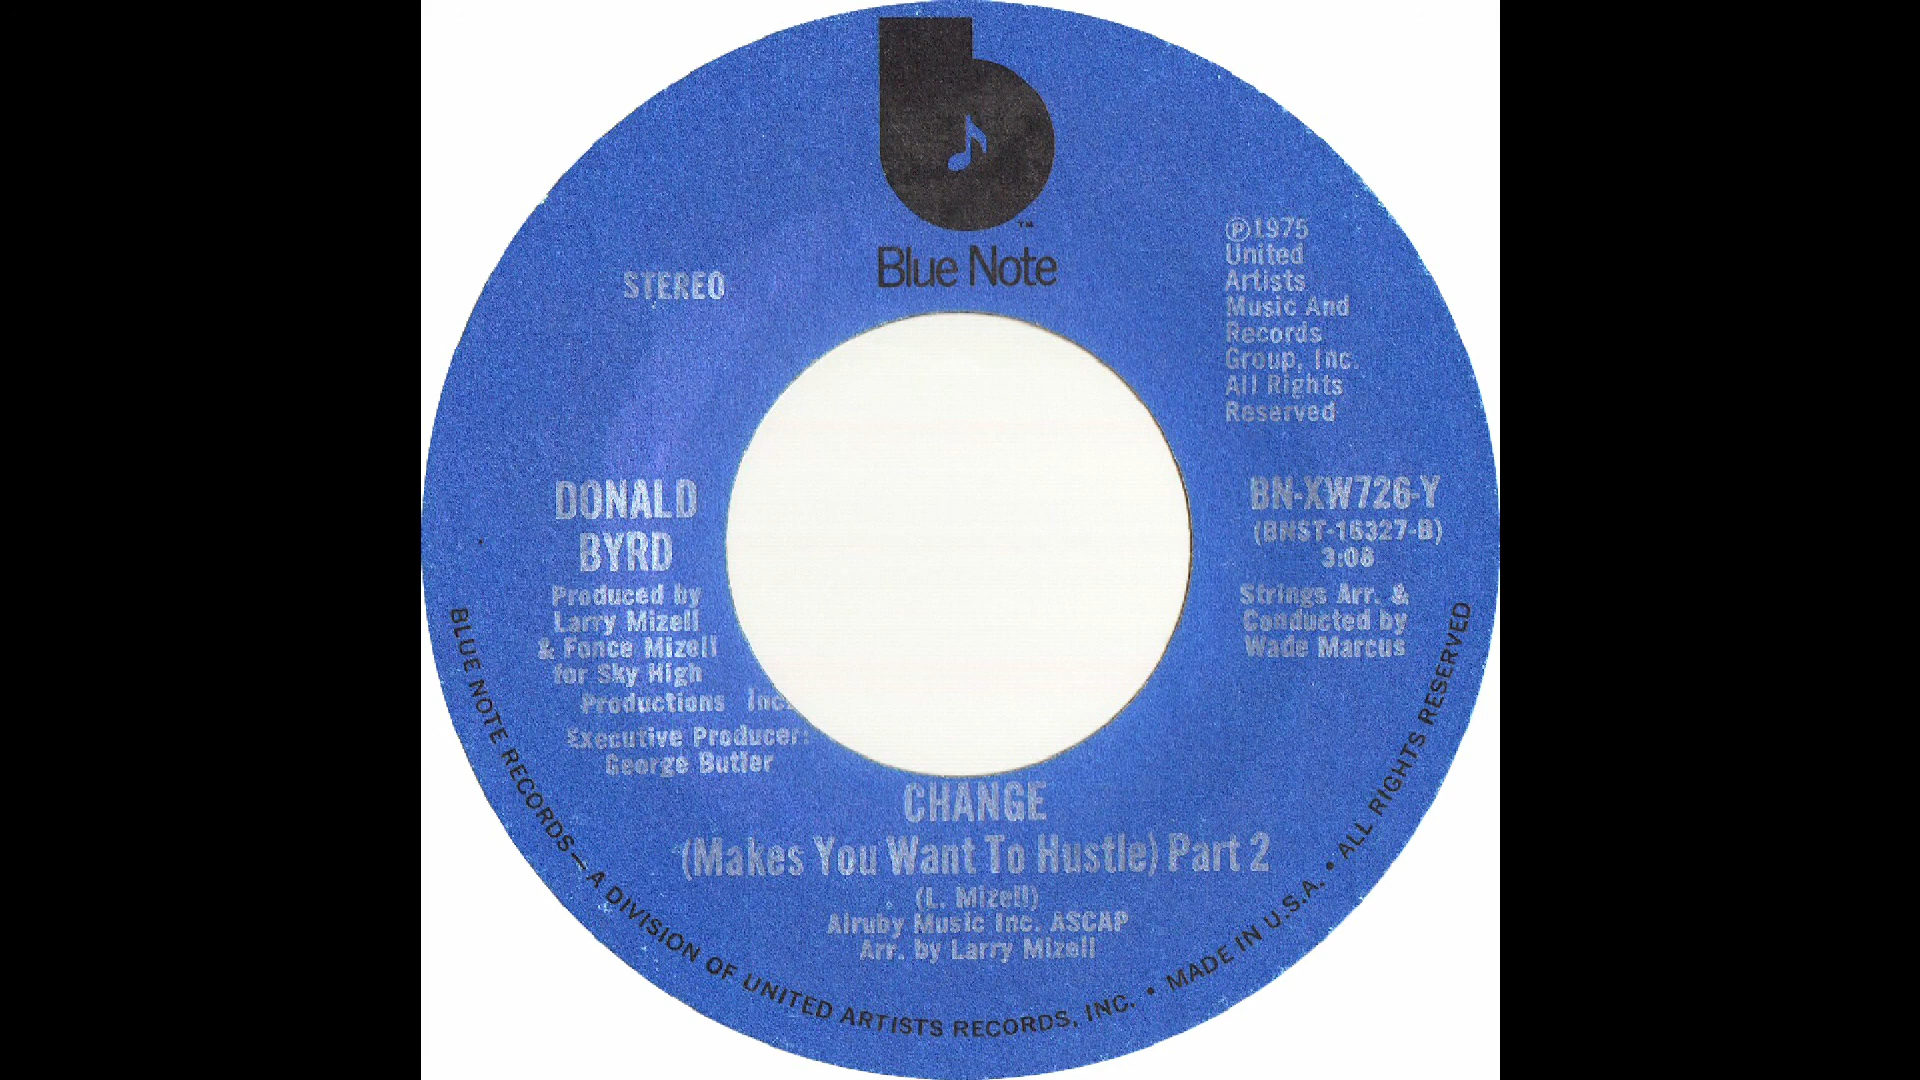 Blue Note
STEREO
℗1975
United
Artists
Music And
Records
Group, Inc.
All Rights
Reserved
DONALD
BYRD
Produced by
Larry Mizell
& Fonce Mizell
for Sky High
Productions Inc.
Executive Producer:
George Butler
BN-XW726-Y
(BNST-16327-B)
3:08
Strings Arr. &
Conducted by
Wade Marcus
CHANGE
(Makes You Want To Hustle) Part 2
(L. Mizell)
Alruby Music Inc. ASCAP
Arr. by Larry Mizell
BLUE NOTE RECORDS—A DIVISION OF UNITED ARTISTS RECORDS, INC. • MADE IN U.S.A. • ALL RIGHTS RESERVED